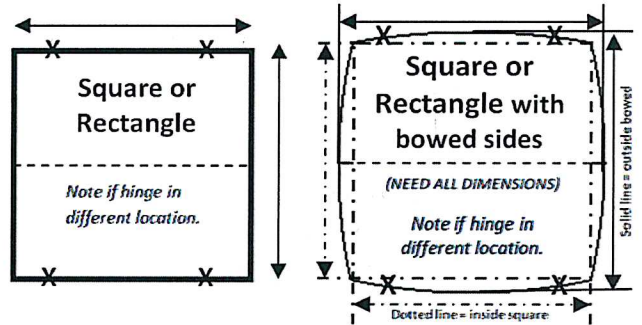 Square or
Rectangle
Note if hinge in
different location.
Square or
Rectangle with
bowed sides
(NEED ALL DIMENSIONS)
Note if hinge in
different location.
Dotted line = inside square
Solid line = outside bowed